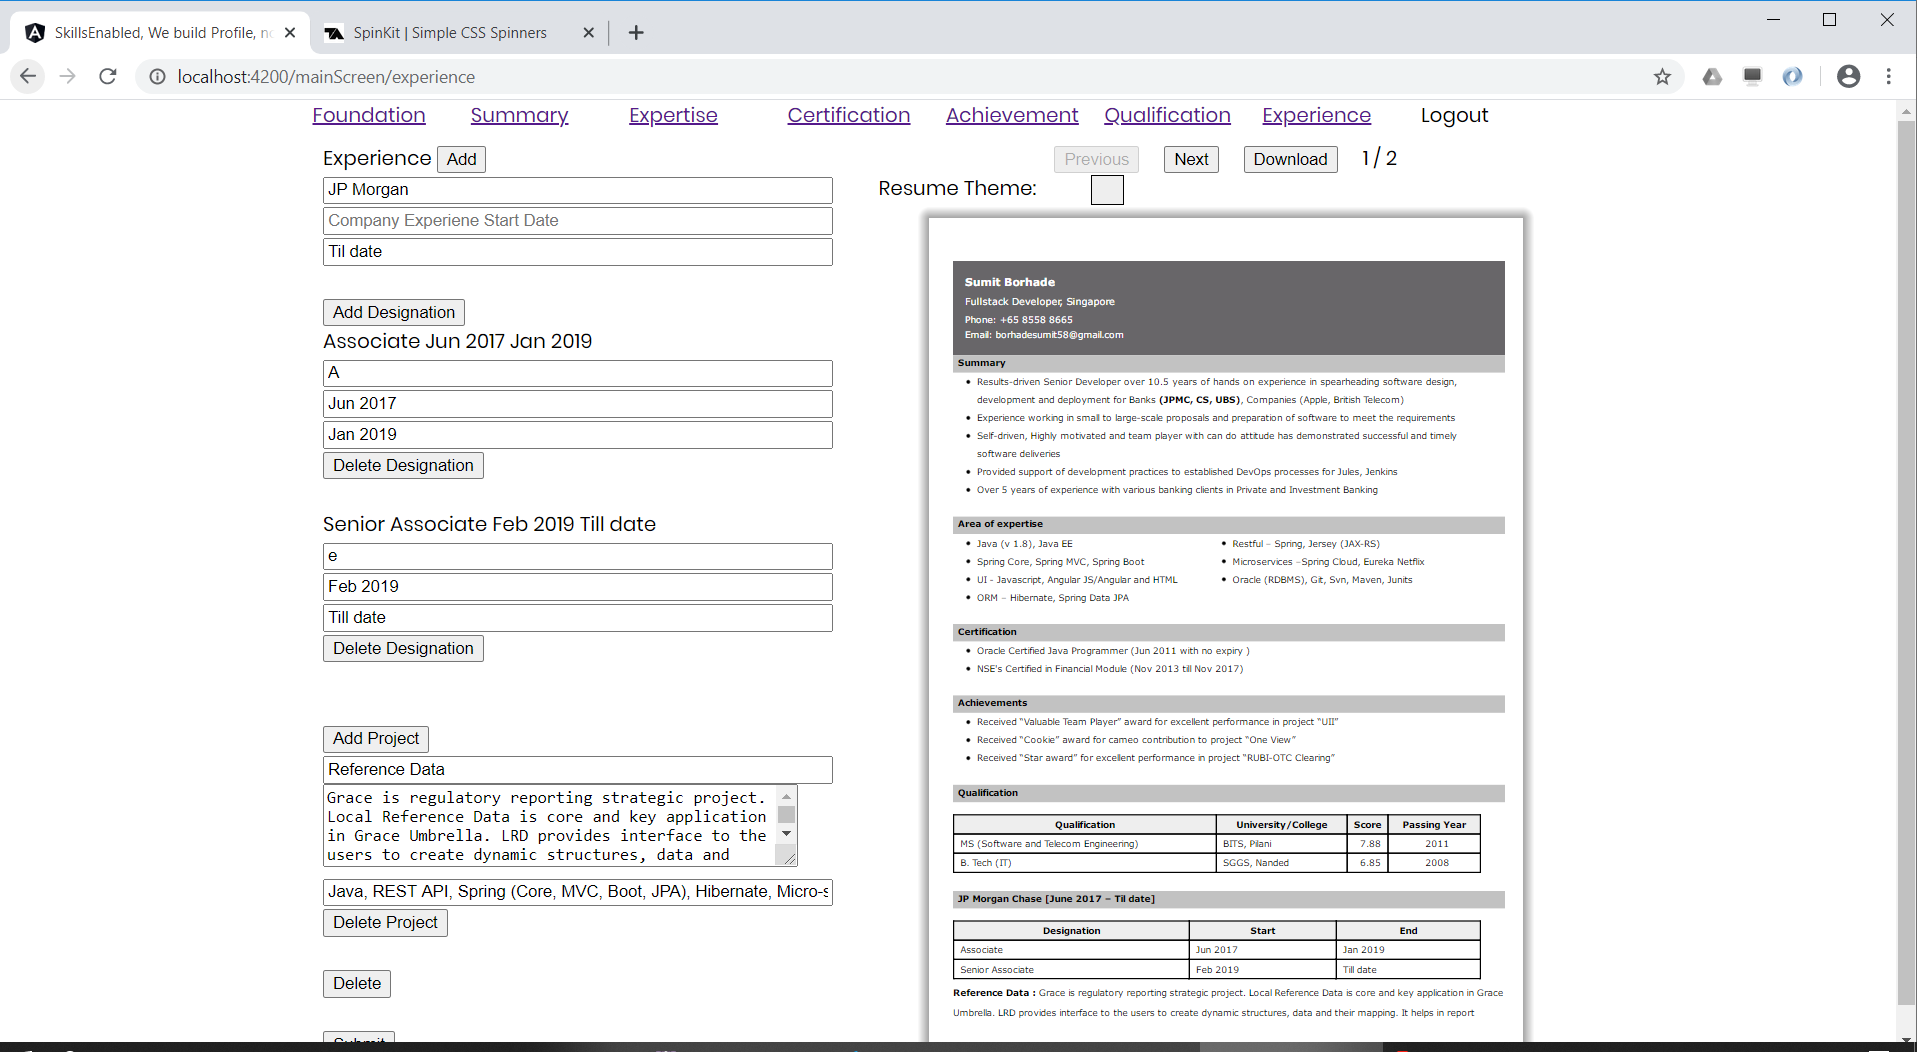 SkillsEnabled, We build Profile, no
SpinKit | Simple CSS Spinners
localhost:4200/mainScreen/experience
Foundation Summary Expertise Certification Achievement Qualification Experience Logout
Experience Add
JP Morgan
Company Experiene Start Date
Til date
Add Designation
Associate Jun 2017 Jan 2019
A
Jun 2017
Jan 2019
Delete Designation
Senior Associate Feb 2019 Till date
e
Feb 2019
Till date
Delete Designation
Add Project
Reference Data
Grace is regulatory reporting strategic project.
Local Reference Data is core and key application
in Grace Umbrella. LRD provides interface to the
users to create dynamic structures, data and
Java, REST API, Spring (Core, MVC, Boot, JPA), Hibernate, Micro-s
Delete Project
Delete
Submit
Previous Next Download 1 / 2
Resume Theme:
Sumit Borhade
Fullstack Developer, Singapore
Phone: +65 8558 8665
Email: borhadesumit58@gmail.com
Summary
• Results-driven Senior Developer over 10.5 years of hands on experience in spearheading software design,
development and deployment for Banks (JPMC, CS, UBS), Companies (Apple, British Telecom)
• Experience working in small to large-scale proposals and preparation of software to meet the requirements
• Self-driven, Highly motivated and team player with can do attitude has demonstrated successful and timely
software deliveries
• Provided support of development practices to established DevOps processes for Jules, Jenkins
• Over 5 years of experience with various banking clients in Private and Investment Banking
Area of expertise
• Java (v 1.8), Java EE
• Spring Core, Spring MVC, Spring Boot
• UI - Javascript, Angular JS/Angular and HTML
• ORM – Hibernate, Spring Data JPA
• Restful – Spring, Jersey (JAX-RS)
• Microservices –Spring Cloud, Eureka Netflix
• Oracle (RDBMS), Git, Svn, Maven, Junits
Certification
• Oracle Certified Java Programmer (Jun 2011 with no expiry )
• NSE's Certified in Financial Module (Nov 2013 till Nov 2017)
Achievements
• Received “Valuable Team Player” award for excellent performance in project “UII”
• Received “Cookie” award for cameo contribution to project “One View”
• Received “Star award” for excellent performance in project “RUBI-OTC Clearing”
Qualification
Qualification University/College Score Passing Year
MS (Software and Telecom Engineering) BITS, Pilani 7.88 2011
B. Tech (IT) SGGS, Nanded 6.85 2008
JP Morgan Chase [June 2017 – Til date]
Designation Start End
Associate Jun 2017 Jan 2019
Senior Associate Feb 2019 Till date
Reference Data : Grace is regulatory reporting strategic project. Local Reference Data is core and key application in Grace
Umbrella. LRD provides interface to the users to create dynamic structures, data and their mapping. It helps in report